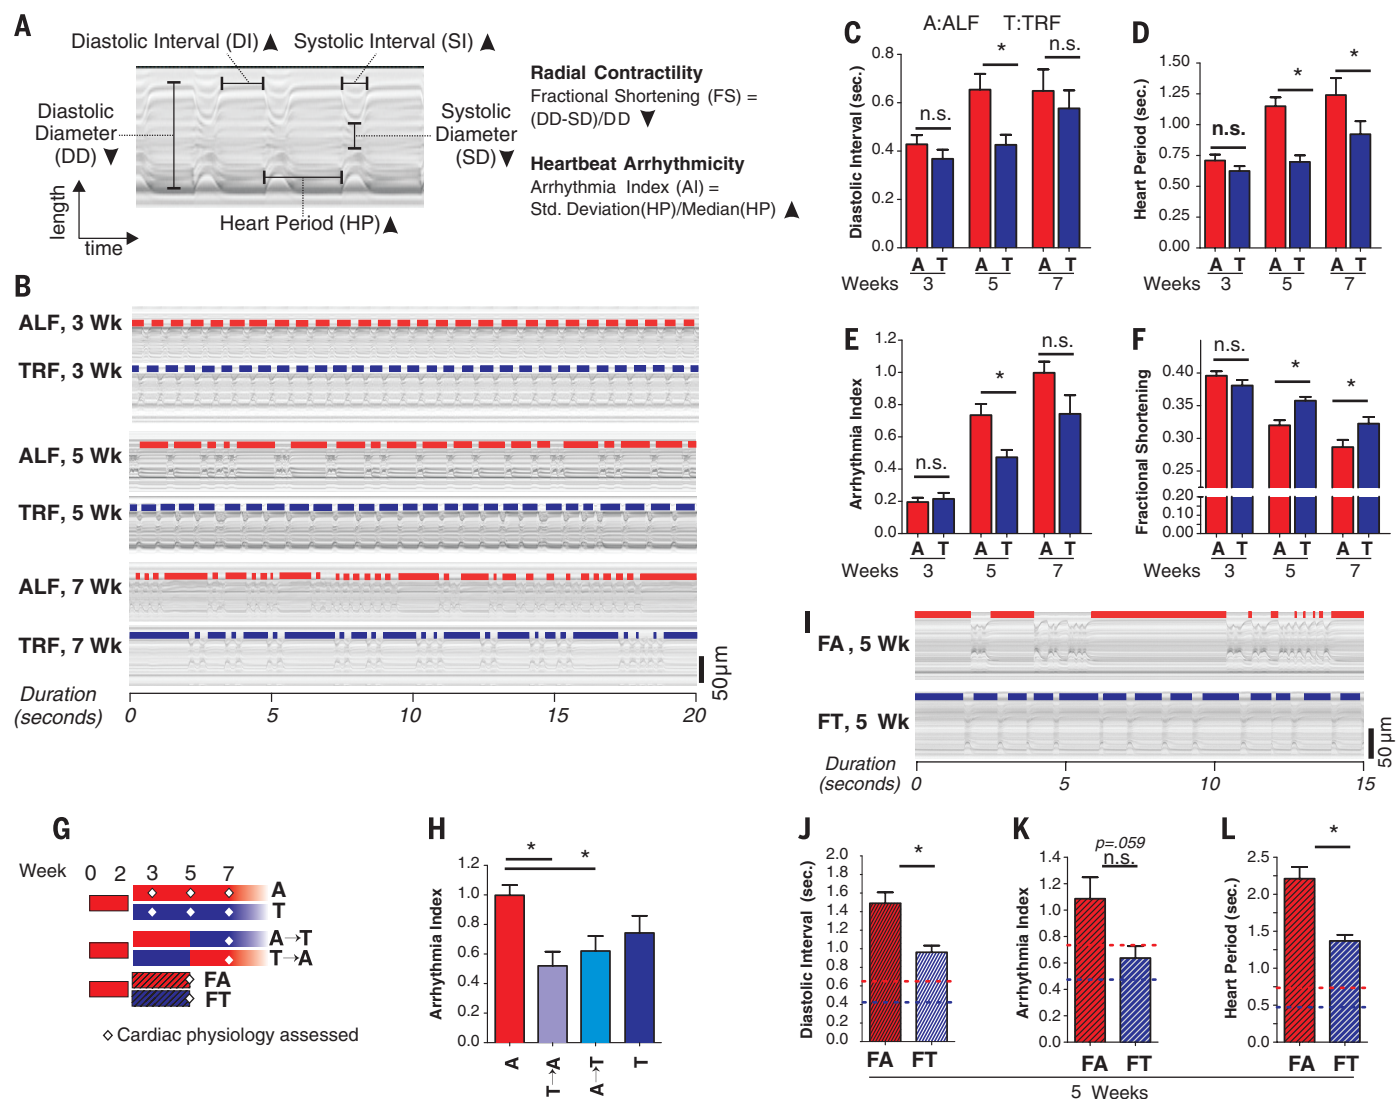 A
Diastolic Interval (DI) ▲
Systolic Interval (SI) ▲
Diastolic
Diameter
(DD) ▼
Systolic
Diameter
(SD) ▼
Heart Period (HP) ▲
length
time
Radial Contractility
Fractional Shortening (FS) =
(DD-SD)/DD ▼
Heartbeat Arrhythmicity
Arrhythmia Index (AI) =
Std. Deviation(HP)/Median(HP) ▲
B
ALF, 3 Wk
TRF, 3 Wk
ALF, 5 Wk
TRF, 5 Wk
ALF, 7 Wk
TRF, 7 Wk
50µm
Duration
(seconds)
0 5 10 15 20
A:ALF T:TRF
C
Diastolic Interval (sec.)
0.8
0.6
0.4
0.2
0.0
n.s.
*
n.s.
A T A T A T
Weeks 3 5 7
D
Heart Period (sec.)
1.50
1.25
1.00
0.75
0.50
0.25
0.00
n.s.
*
*
A T A T A T
Weeks 3 5 7
E
Arrhythmia Index
1.2
1.0
0.8
0.6
0.4
0.2
0.0
n.s.
*
n.s.
A T A T A T
Weeks 3 5 7
F
Fractional Shortening
0.40
0.35
0.30
0.25
0.20
0.10
0.00
n.s.
*
*
A T A T A T
Weeks 3 5 7
FA, 5 Wk
FT, 5 Wk
50µm
Duration
(seconds)
0 5 10 15
G
Week 0 2 3 5 7
A
T
A→T
T→A
FA
FT
◇ Cardiac physiology assessed
H
Arrhythmia Index
1.2
1.0
0.8
0.6
0.4
0.2
0.0
*
*
A
T→A
A→T
T
J
Diastolic Interval (sec.)
2.0
1.8
1.6
1.4
1.2
1.0
0.8
0.6
0.4
0.2
0.0
*
FA FT
K
Arrhythmia Index
1.4
1.2
1.0
0.8
0.6
0.4
0.2
0.0
p=.059
n.s.
FA FT
L
Heart Period (sec.)
2.5
2.0
1.5
1.0
0.5
0.0
*
FA FT
5 Weeks